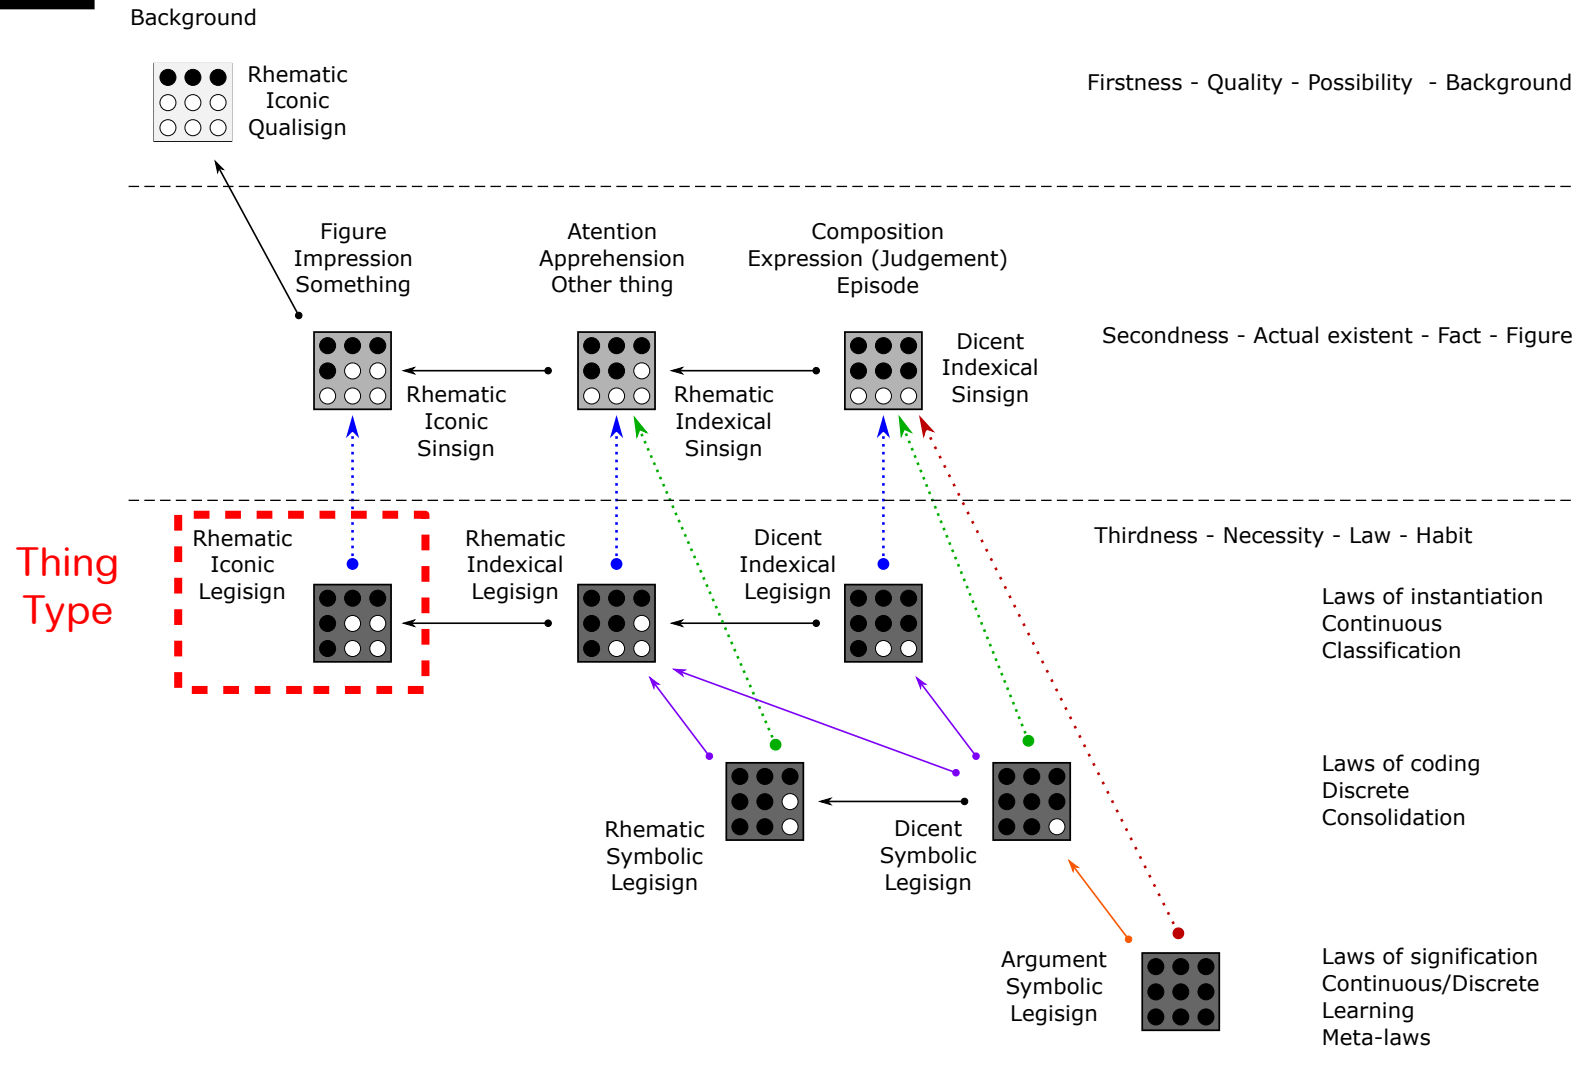 Background
Rhematic
Iconic
Qualisign
Firstness - Quality - Possibility - Background
Figure
Impression
Something
Atention
Apprehension
Other thing
Composition
Expression (Judgement)
Episode
Rhematic
Iconic
Sinsign
Rhematic
Indexical
Sinsign
Dicent
Indexical
Sinsign
Secondness - Actual existent - Fact - Figure
Thing
Type
Rhematic
Iconic
Legisign
Rhematic
Indexical
Legisign
Dicent
Indexical
Legisign
Thirdness - Necessity - Law - Habit
Laws of instantiation
Continuous
Classification
Rhematic
Symbolic
Legisign
Dicent
Symbolic
Legisign
Laws of coding
Discrete
Consolidation
Argument
Symbolic
Legisign
Laws of signification
Continuous/Discrete
Learning
Meta-laws